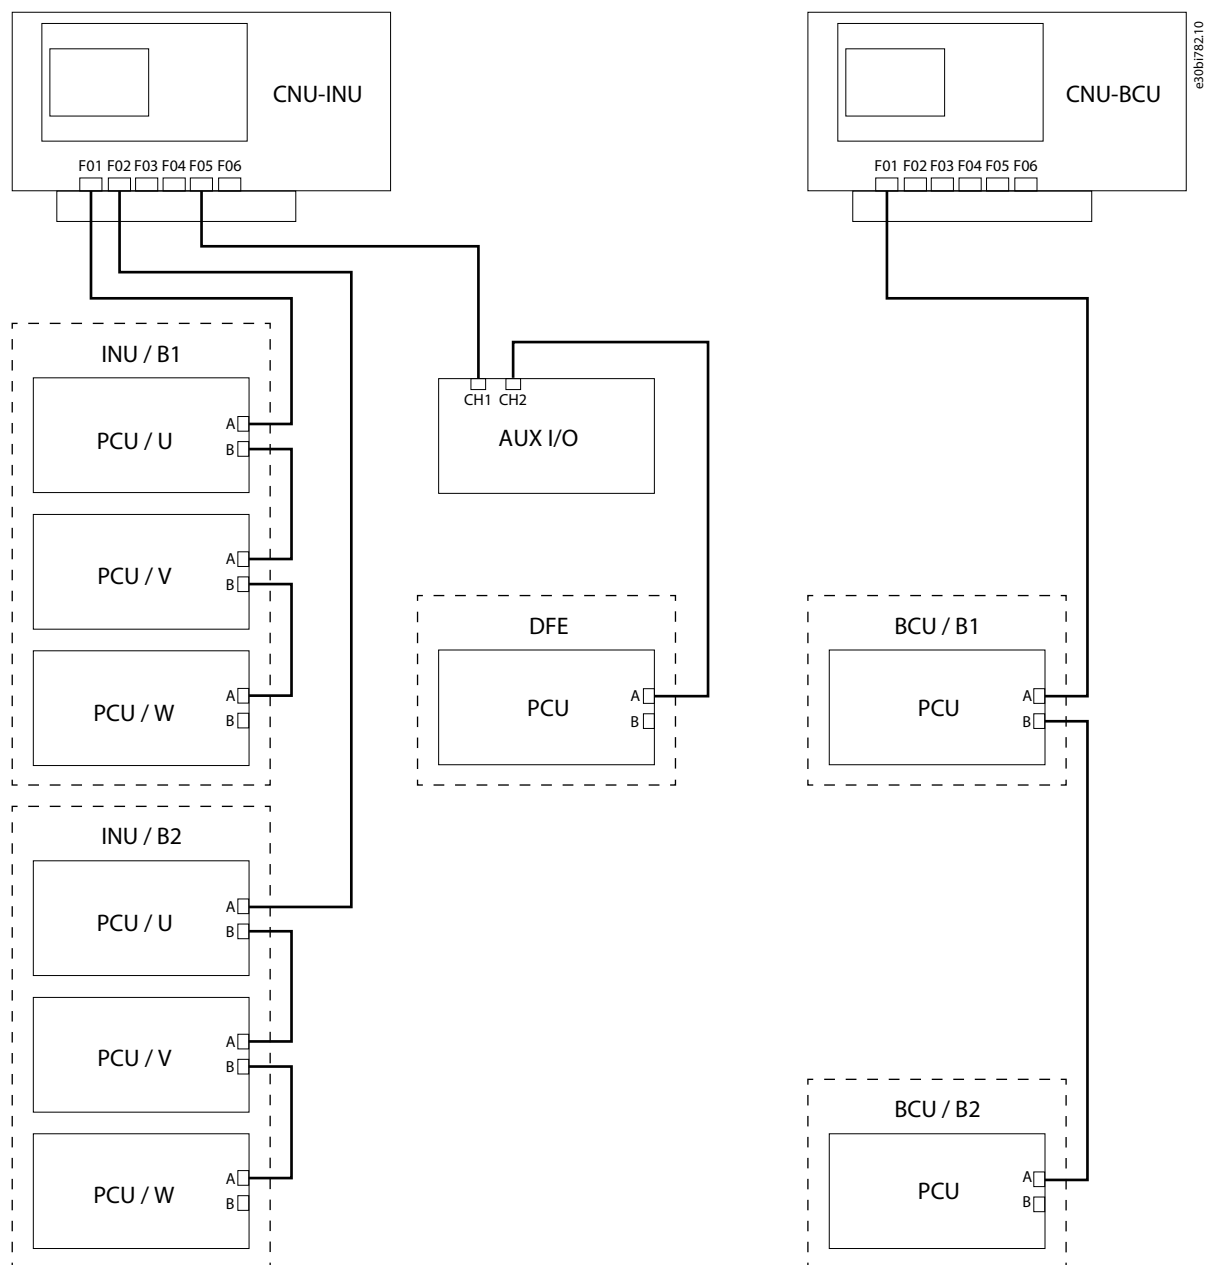 CNU-INU
F01 F02 F03 F04 F05 F06
CNU-BCU
F01 F02 F03 F04 F05 F06
e30bi782.10
INU / B1
PCU / U
A
B
PCU / V
A
B
PCU / W
A
B
INU / B2
PCU / U
A
B
PCU / V
A
B
PCU / W
A
B
CH1 CH2
AUX I/O
DFE
PCU
A
B
BCU / B1
PCU
A
B
BCU / B2
PCU
A
B